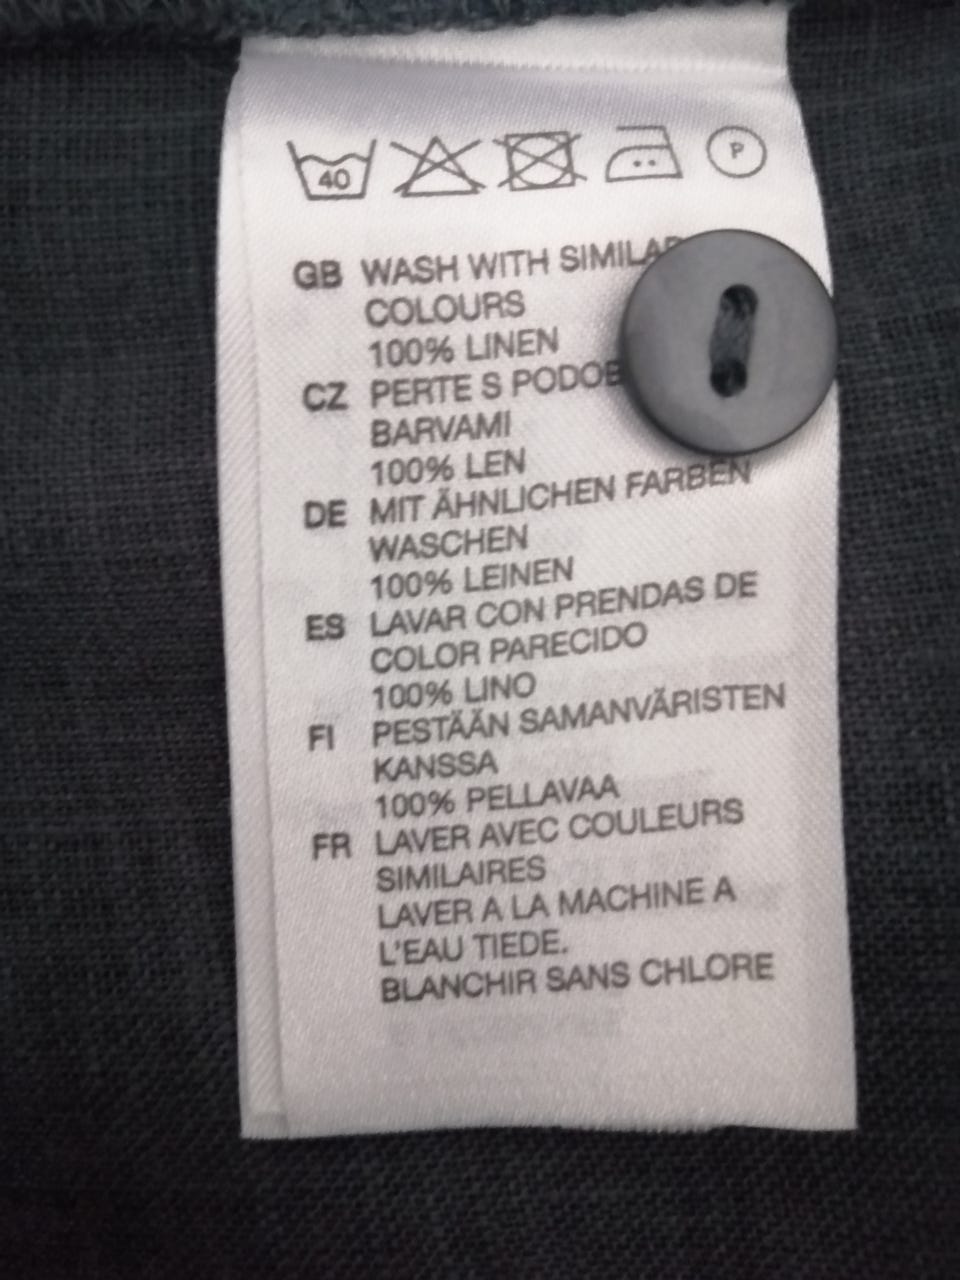 40 P
GB WASH WITH
COLOURS
100% LINEN
CZ PERTE S
BARVAMI
100% LEN
DE MIT ÄHNLICHEN FARBEN
WASCHEN
100% LEINEN
ES LAVAR CON PRENDAS DE
COLOR PARECIDO
100% LINO
FI PESTÄÄN SAMANVÄRISTEN
KANSSA
100% PELLAVAA
FR LAVER AVEC COULEURS
SIMILAIRES
LAVER A LA MACHINE A
L'EAU TIEDE.
BLANCHIR SANS CHLORE